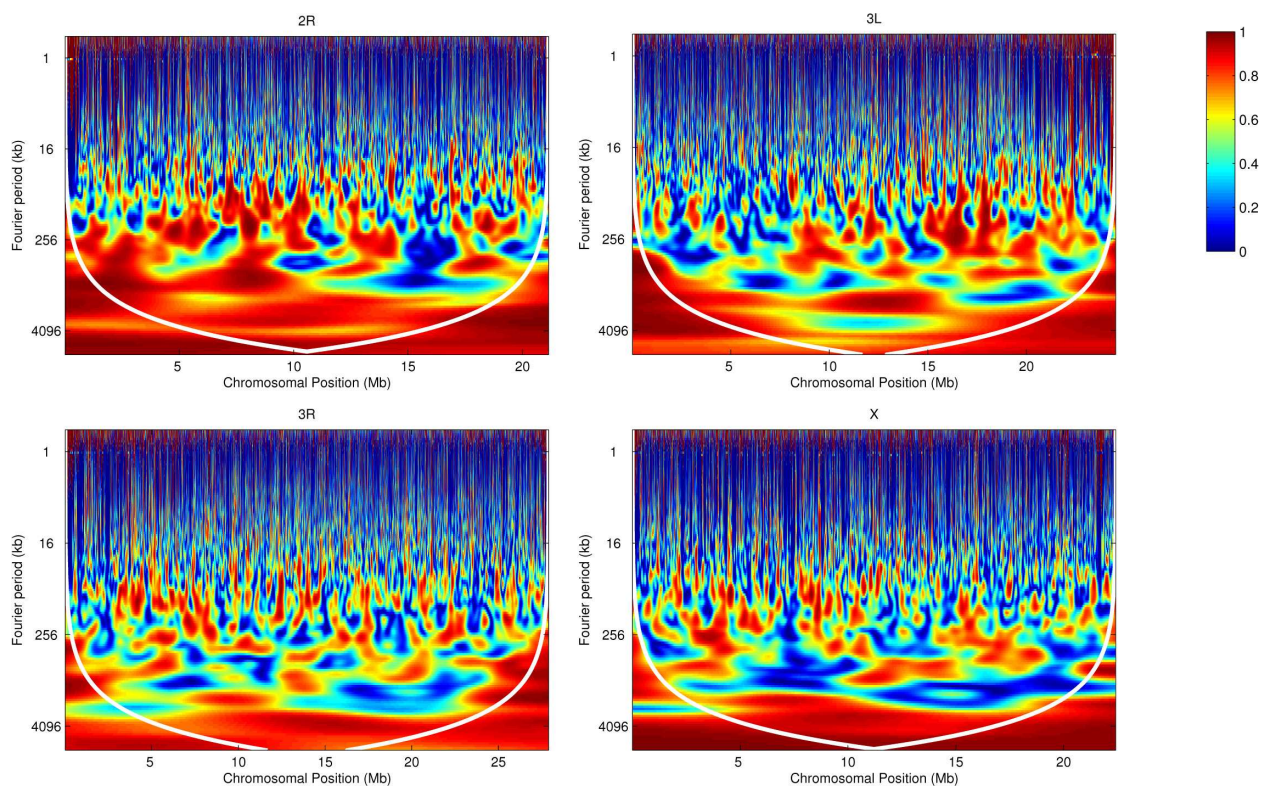 2R
1
16
256
4096
Fourier period (kb)
5 10 15 20
Chromosomal Position (Mb)
3L
1
16
256
4096
Fourier period (kb)
5 10 15 20
Chromosomal Position (Mb)
1
0.8
0.6
0.4
0.2
0
3R
1
16
256
4096
Fourier period (kb)
5 10 15 20 25
Chromosomal Position (Mb)
X
1
16
256
4096
Fourier period (kb)
5 10 15 20
Chromosomal Position (Mb)